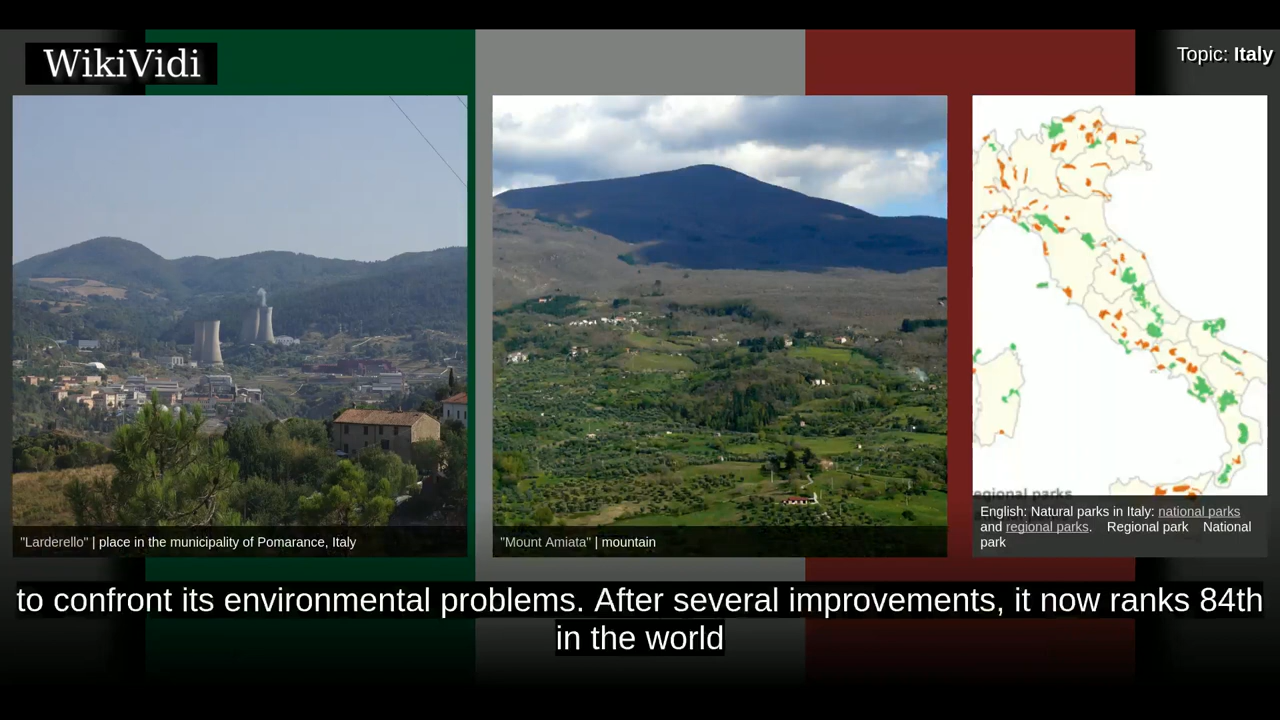 WikiVidi
Topic: Italy
"Larderello" | place in the municipality of Pomarance, Italy
"Mount Amiata" | mountain
egional parks
English: Natural parks in Italy: national parks
and regional parks. Regional park National
park
to confront its environmental problems. After several improvements, it now ranks 84th
in the world